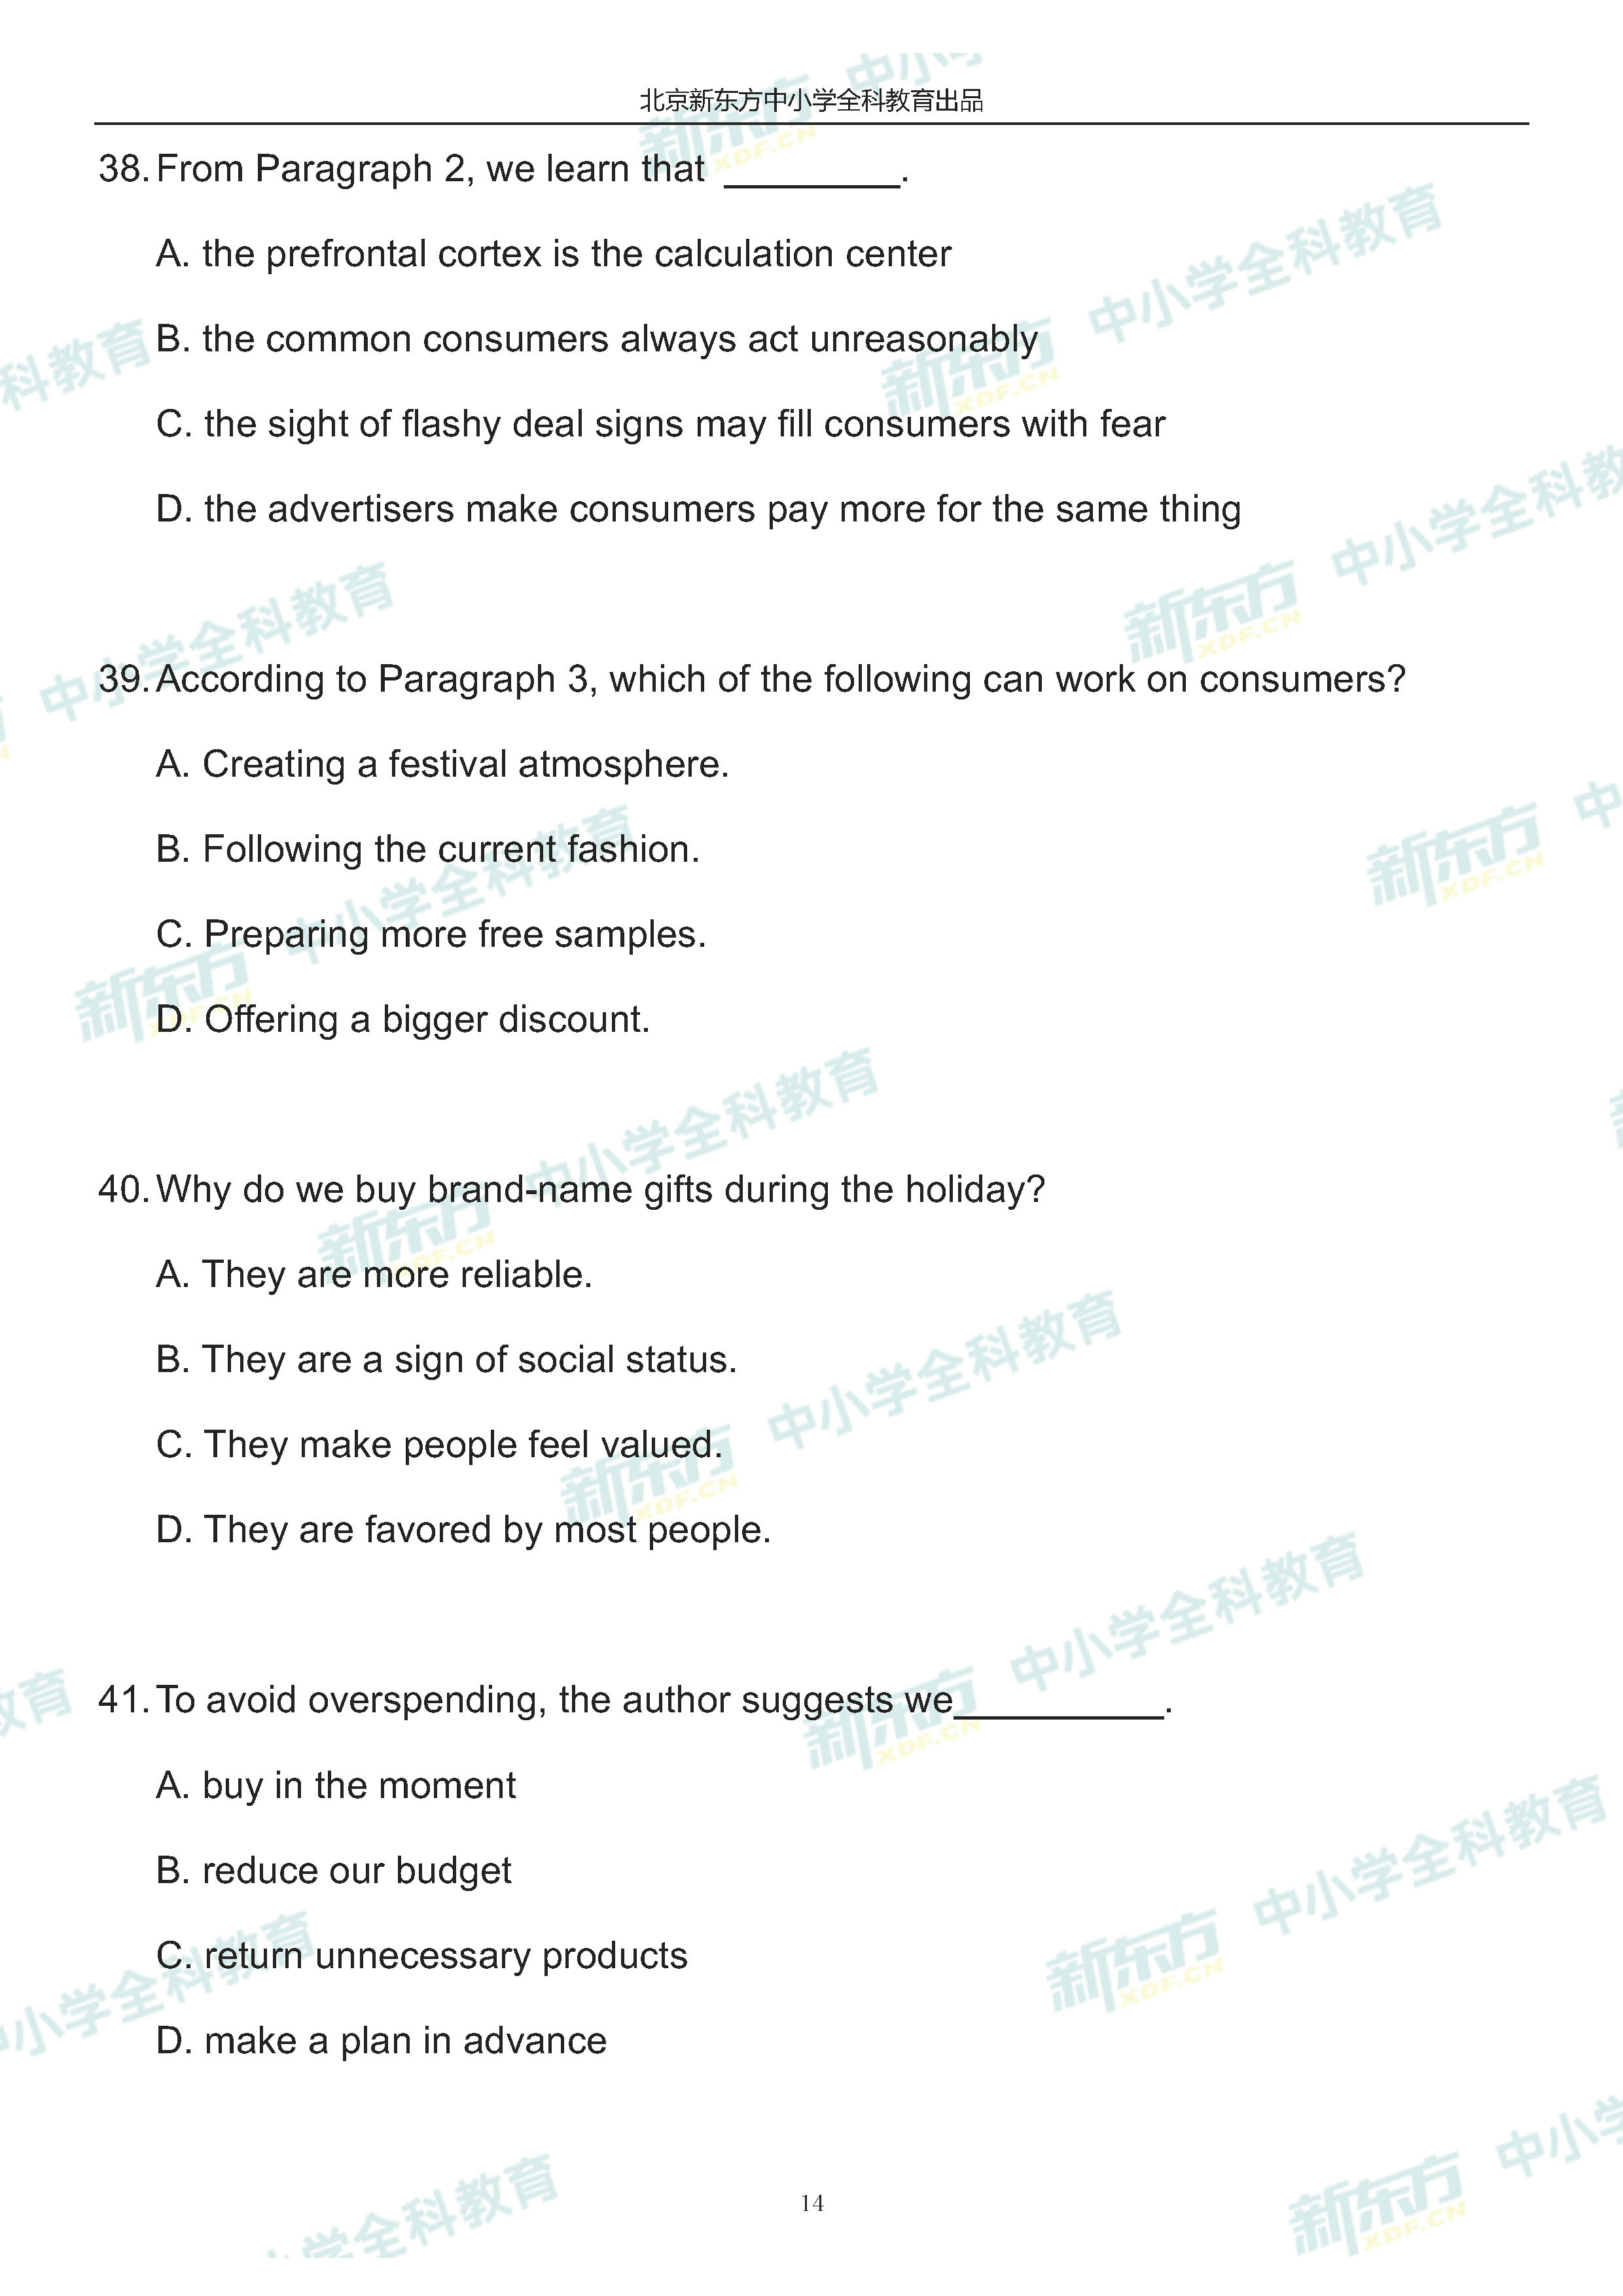 北京新东方中小学全科教育出品
38. From Paragraph 2, we learn that ________.
A. the prefrontal cortex is the calculation center
B. the common consumers always act unreasonably
C. the sight of flashy deal signs may fill consumers with fear
D. the advertisers make consumers pay more for the same thing
39. According to Paragraph 3, which of the following can work on consumers?
A. Creating a festival atmosphere.
B. Following the current fashion.
C. Preparing more free samples.
D. Offering a bigger discount.
40. Why do we buy brand-name gifts during the holiday?
A. They are more reliable.
B. They are a sign of social status.
C. They make people feel valued.
D. They are favored by most people.
41. To avoid overspending, the author suggests we__________.
A. buy in the moment
B. reduce our budget
C. return unnecessary products
D. make a plan in advance
14
新东方 XDF.CN 中小学全科教育